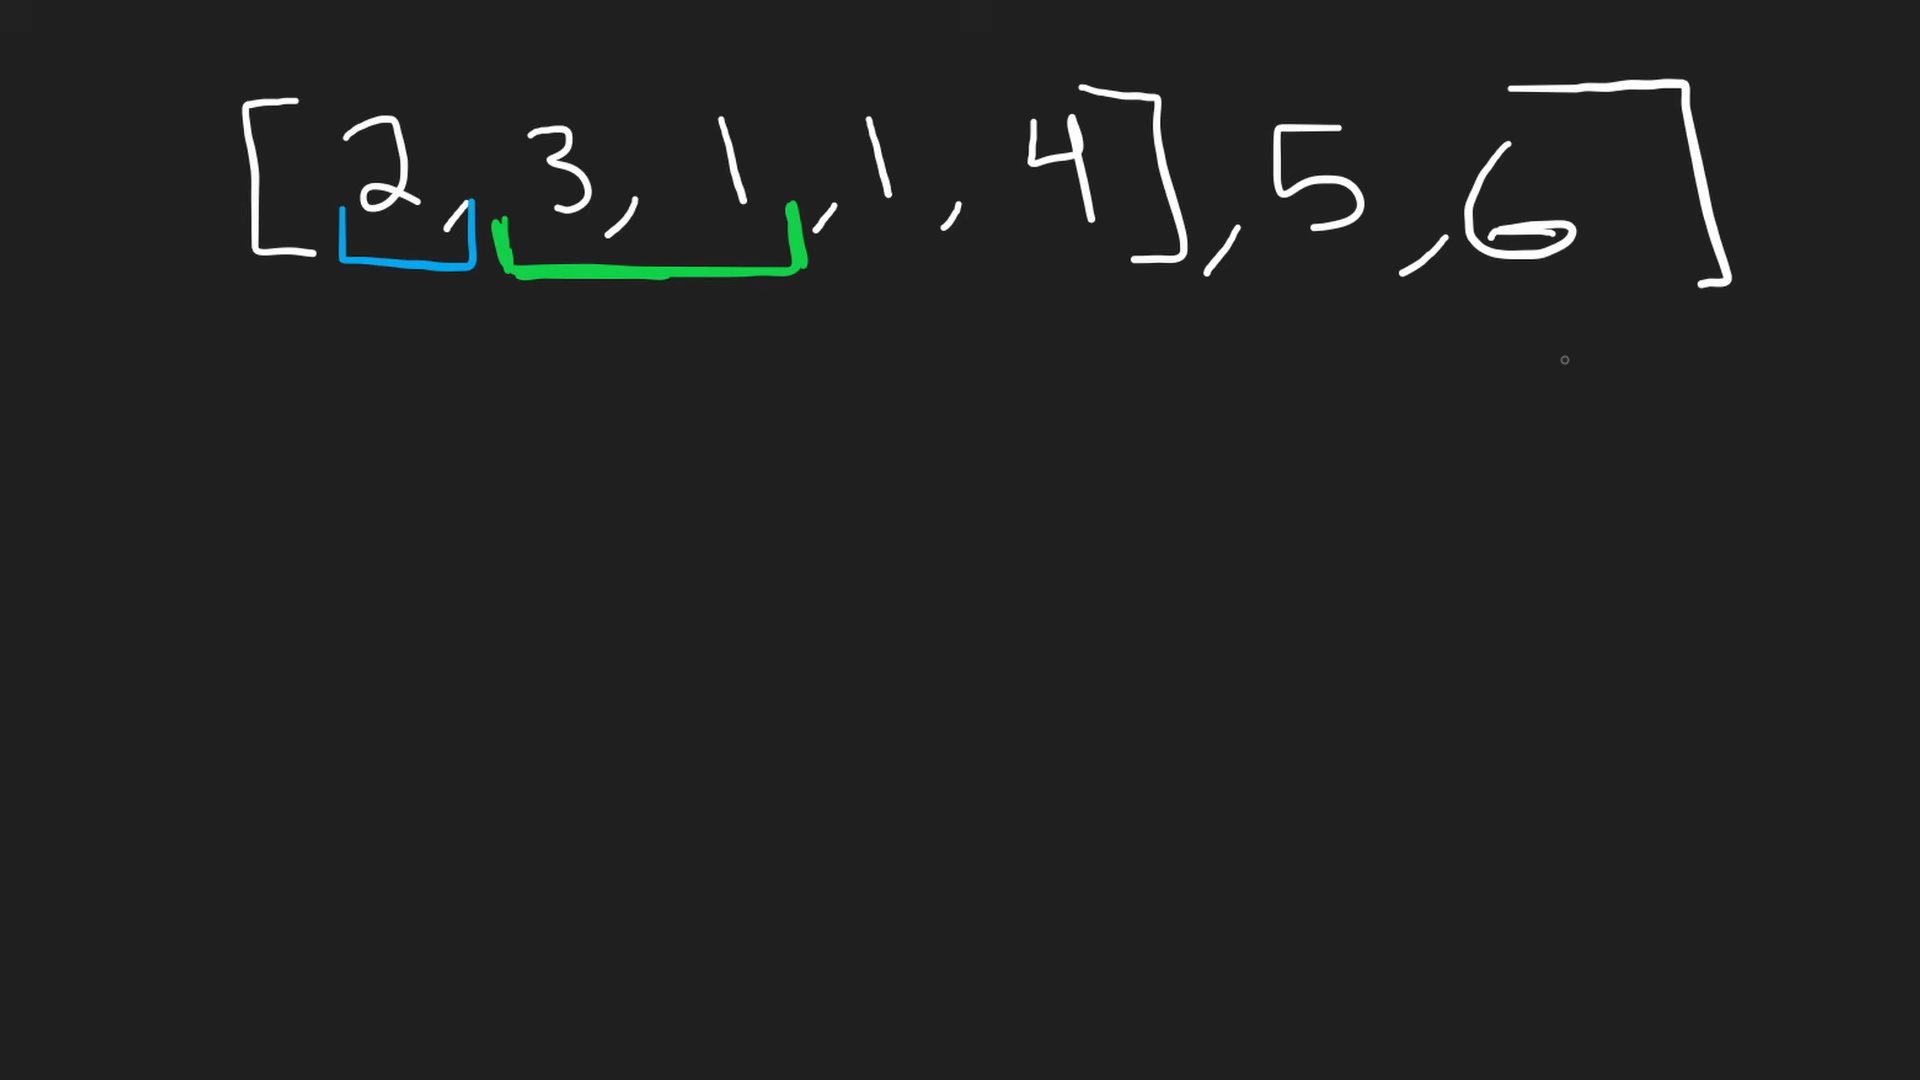 [2, 3, 1, 1, 4], 5, 6]